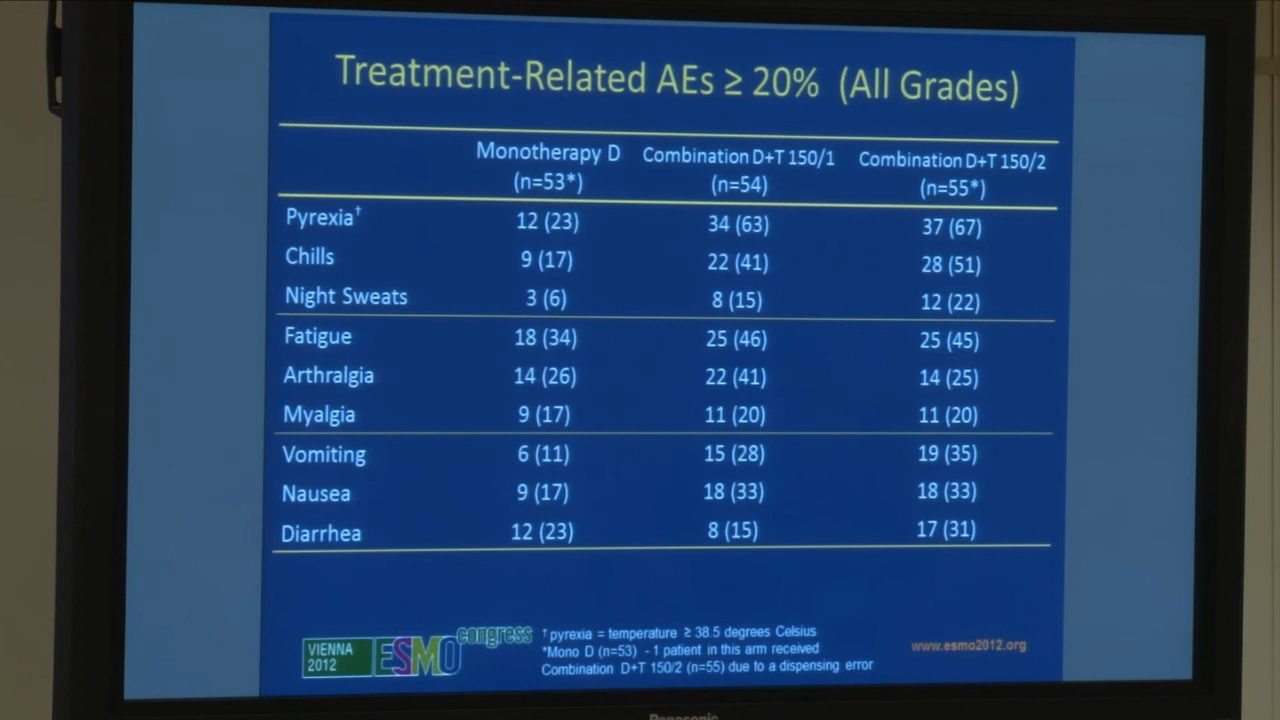 Treatment-Related AEs ≥ 20% (All Grades)
Monotherapy D Combination D+T 150/1 Combination D+T 150/2
(n=53*) (n=54) (n=55*)
Pyrexia† 12 (23) 34 (63) 37 (67)
Chills 9 (17) 22 (41) 28 (51)
Night Sweats 3 (6) 8 (15) 12 (22)
Fatigue 18 (34) 25 (46) 25 (45)
Arthralgia 14 (26) 22 (41) 14 (25)
Myalgia 9 (17) 11 (20) 11 (20)
Vomiting 6 (11) 15 (28) 19 (35)
Nausea 9 (17) 18 (33) 18 (33)
Diarrhea 12 (23) 8 (15) 17 (31)
VIENNA
2012
ESMO congress
† pyrexia = temperature ≥ 38.5 degrees Celsius
*Mono D (n=53) - 1 patient in this arm received
Combination D+T 150/2 (n=55) due to a dispensing error
www.esmo2012.org
Panasonic